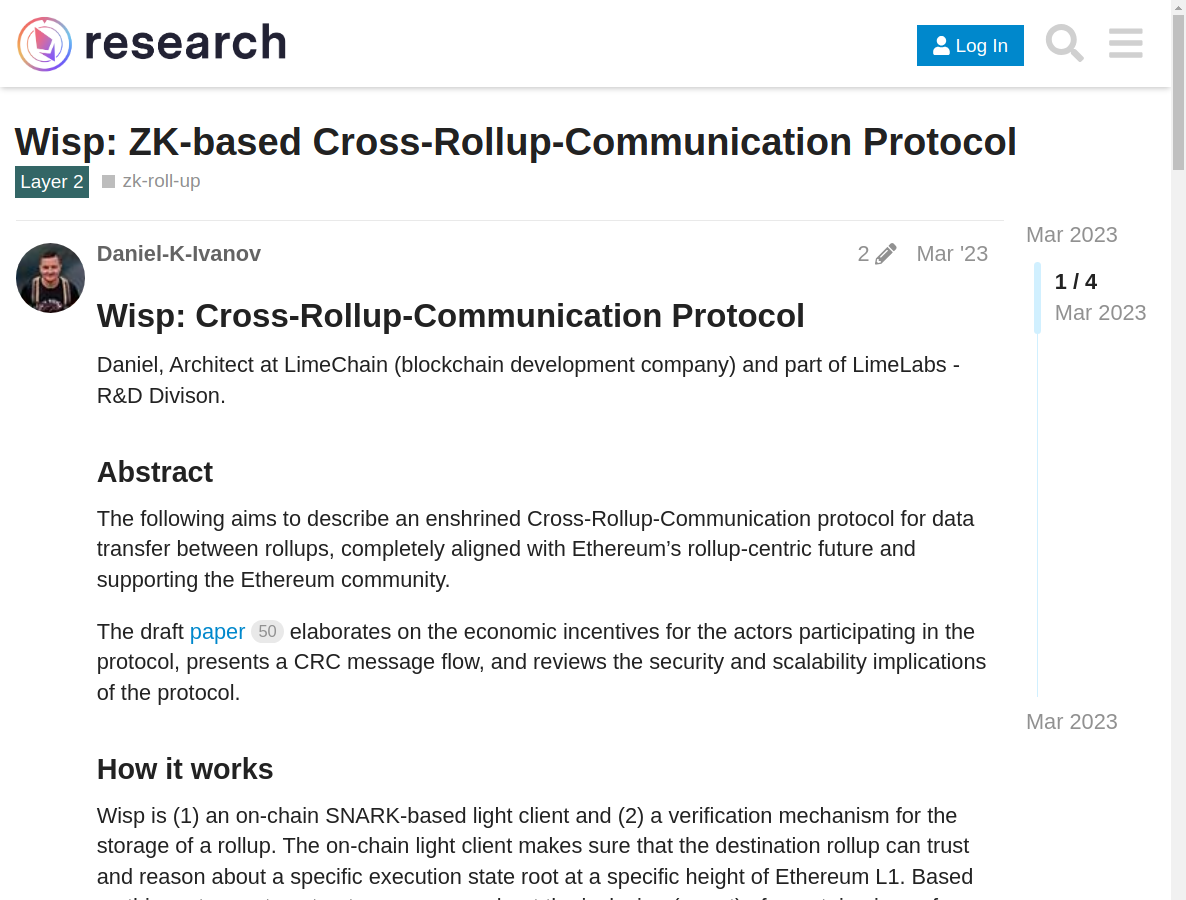 research
Log In
Wisp: ZK-based Cross-Rollup-Communication Protocol
Layer 2 zk-roll-up
Daniel-K-Ivanov 2 Mar '23
Wisp: Cross-Rollup-Communication Protocol
Daniel, Architect at LimeChain (blockchain development company) and part of LimeLabs -
R&D Divison.
Abstract
The following aims to describe an enshrined Cross-Rollup-Communication protocol for data
transfer between rollups, completely aligned with Ethereum’s rollup-centric future and
supporting the Ethereum community.
The draft paper 50 elaborates on the economic incentives for the actors participating in the
protocol, presents a CRC message flow, and reviews the security and scalability implications
of the protocol.
How it works
Wisp is (1) an on-chain SNARK-based light client and (2) a verification mechanism for the
storage of a rollup. The on-chain light client makes sure that the destination rollup can trust
and reason about a specific execution state root at a specific height of Ethereum L1. Based
Mar 2023
1 / 4
Mar 2023
Mar 2023